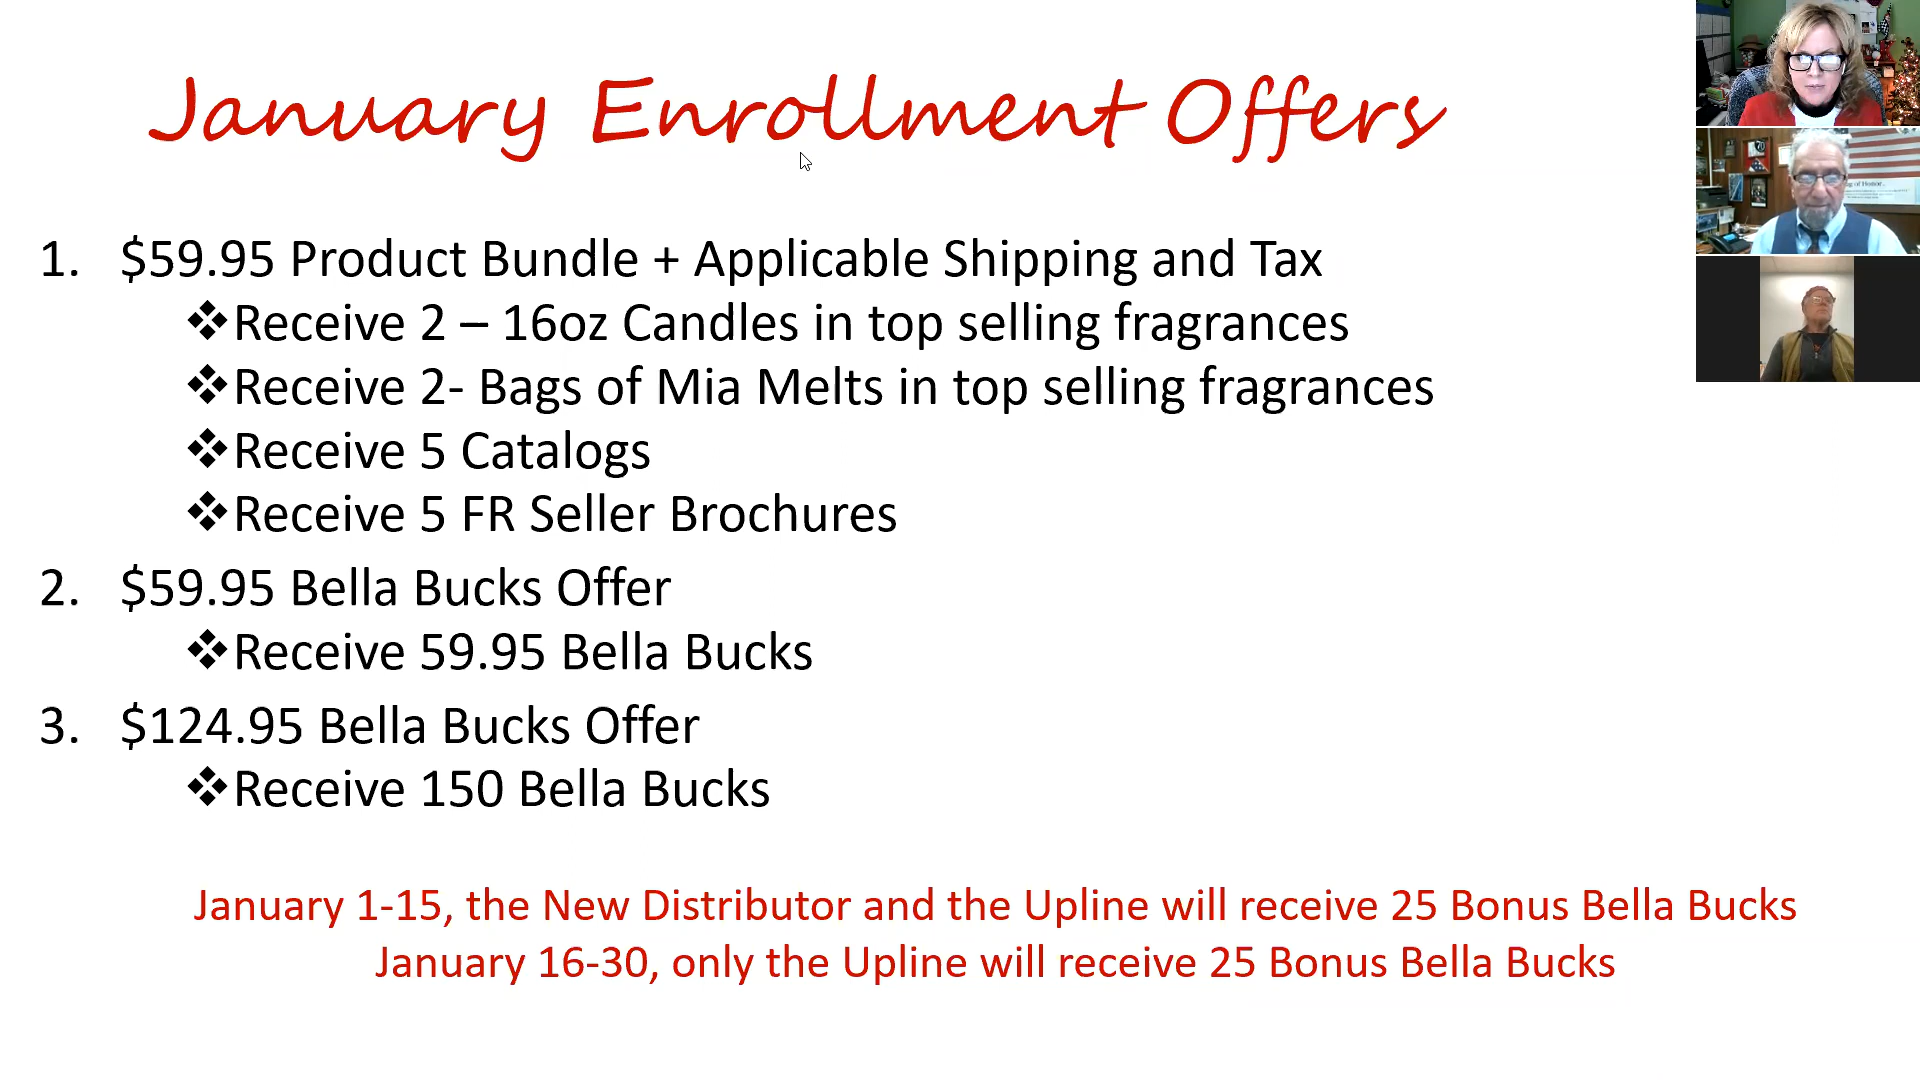 January Enrollment Offers
1. $59.95 Product Bundle + Applicable Shipping and Tax
❖Receive 2 – 16oz Candles in top selling fragrances
❖Receive 2- Bags of Mia Melts in top selling fragrances
❖Receive 5 Catalogs
❖Receive 5 FR Seller Brochures
2. $59.95 Bella Bucks Offer
❖Receive 59.95 Bella Bucks
3. $124.95 Bella Bucks Offer
❖Receive 150 Bella Bucks
January 1-15, the New Distributor and the Upline will receive 25 Bonus Bella Bucks
January 16-30, only the Upline will receive 25 Bonus Bella Bucks
of Honor